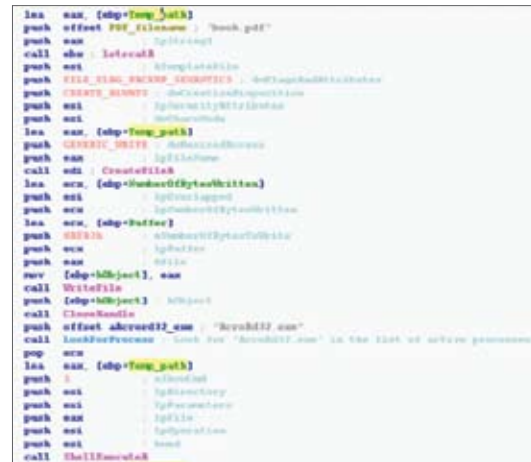 lea eax, [ebp+Temp_path]
push offset PDF_filename ; "book.pdf"
push eax ; lpString1
call ebx ; lstrcatA
push esi ; hTemplateFile
push FILE_FLAG_BACKUP_SEMANTICS ; dwFlagsAndAttributes
push CREATE_ALWAYS ; dwCreationDisposition
push esi ; lpSecurityAttributes
push esi ; dwShareMode
lea eax, [ebp+Temp_path]
push GENERIC_WRITE ; dwDesiredAccess
push eax ; lpFileName
call edi ; CreateFileA
lea ecx, [ebp+NumberOfBytesWritten]
push esi ; lpOverlapped
push ecx ; lpNumberOfBytesWritten
lea ecx, [ebp+Buffer]
push ; nNumberOfBytesToWrite
push ecx ; lpBuffer
push eax ; hFile
mov [ebp+hObject], eax
call WriteFile
push [ebp+hObject] ; hObject
call CloseHandle
push offset aAcrord32_exe ; "AcroRd32.exe"
call LookForProcess ; Look for "AcroRd32.exe" in the list of active processes
pop ecx
lea eax, [ebp+Temp_path]
push ; nShowCmd
push esi ; lpDirectory
push esi ; lpParameters
push eax ; lpFile
push esi ; lpOperation
push esi ; hwnd
call ShellExecuteA